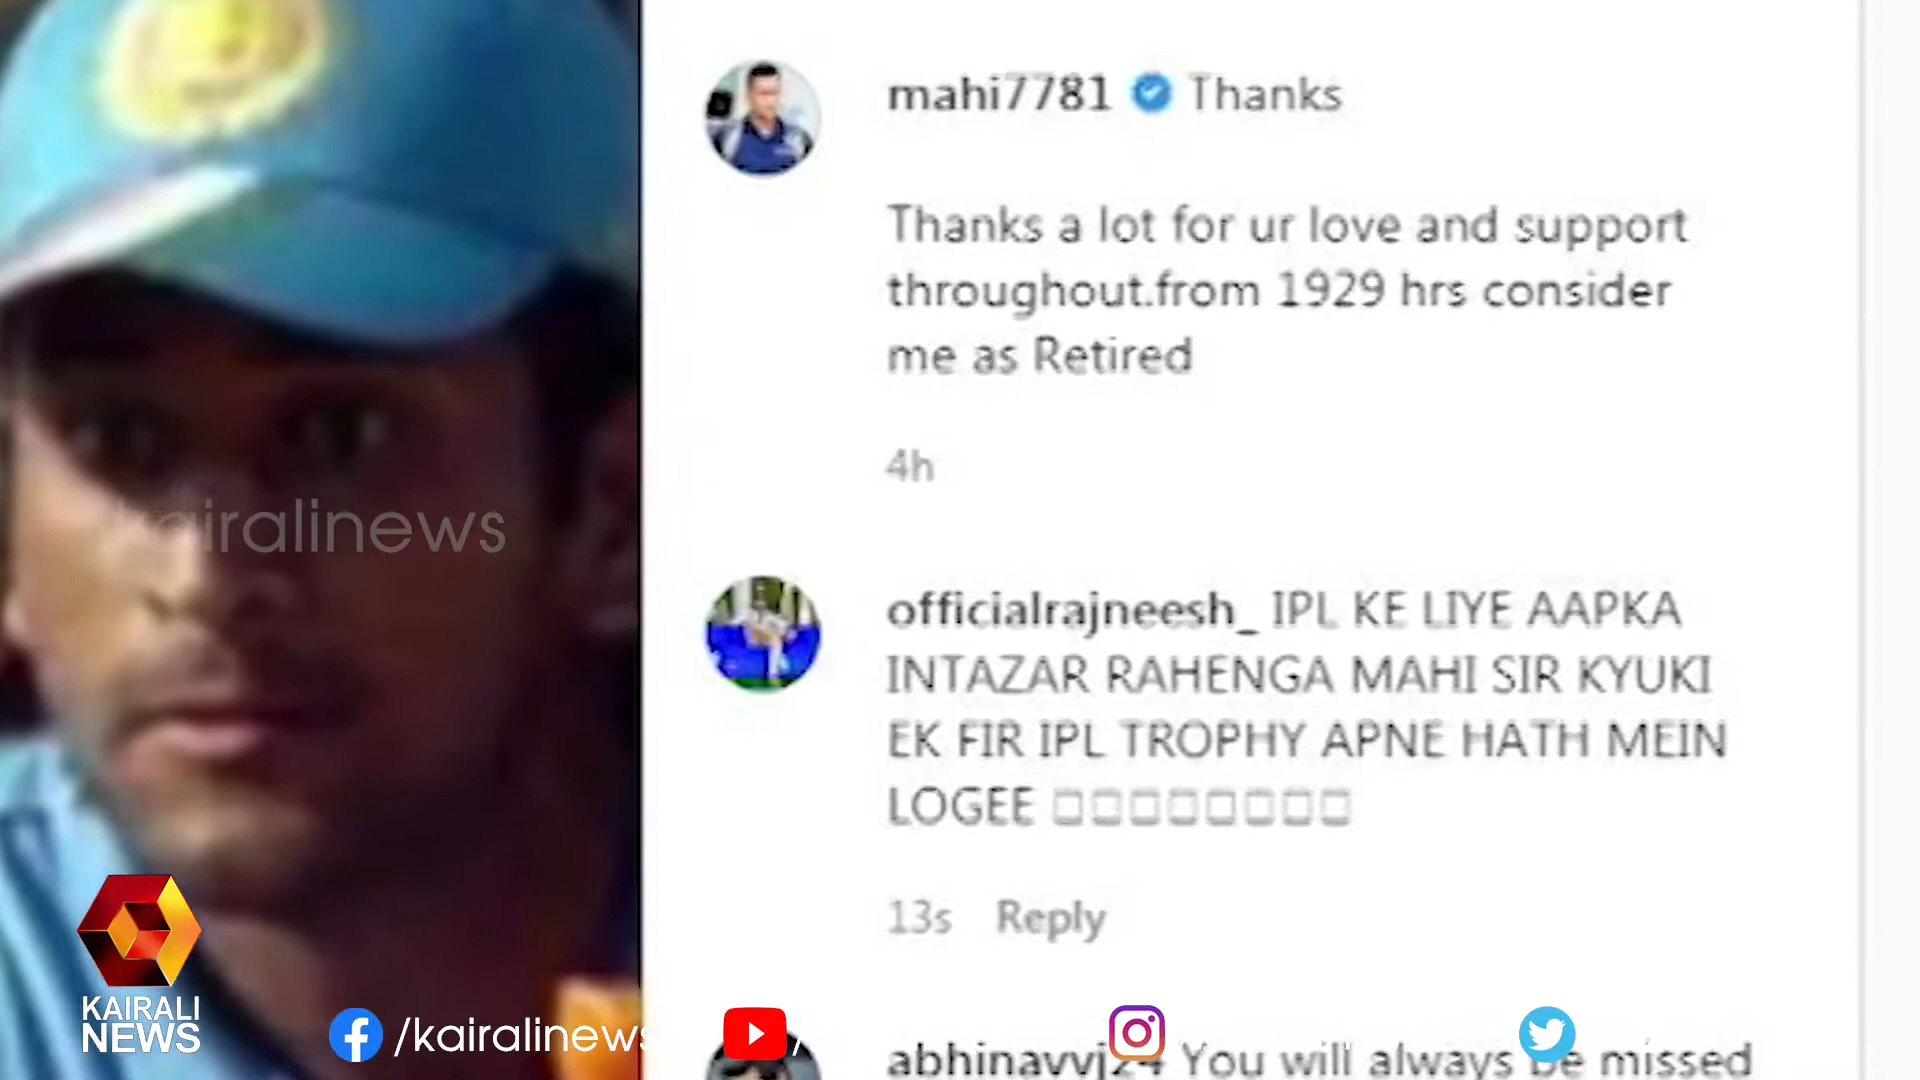 mahi7781 Thanks
Thanks a lot for ur love and support
throughout.from 1929 hrs consider
me as Retired
4h
kairalinews
officialrajneesh_ IPL KE LIYE AAPKA
INTAZAR RAHENGA MAHI SIR KYUKI
EK FIR IPL TROPHY APNE HATH MEIN
LOGEE
13s Reply
KAIRALI
NEWS
/kairalinews
/
abhinavvj24 You will always be missed